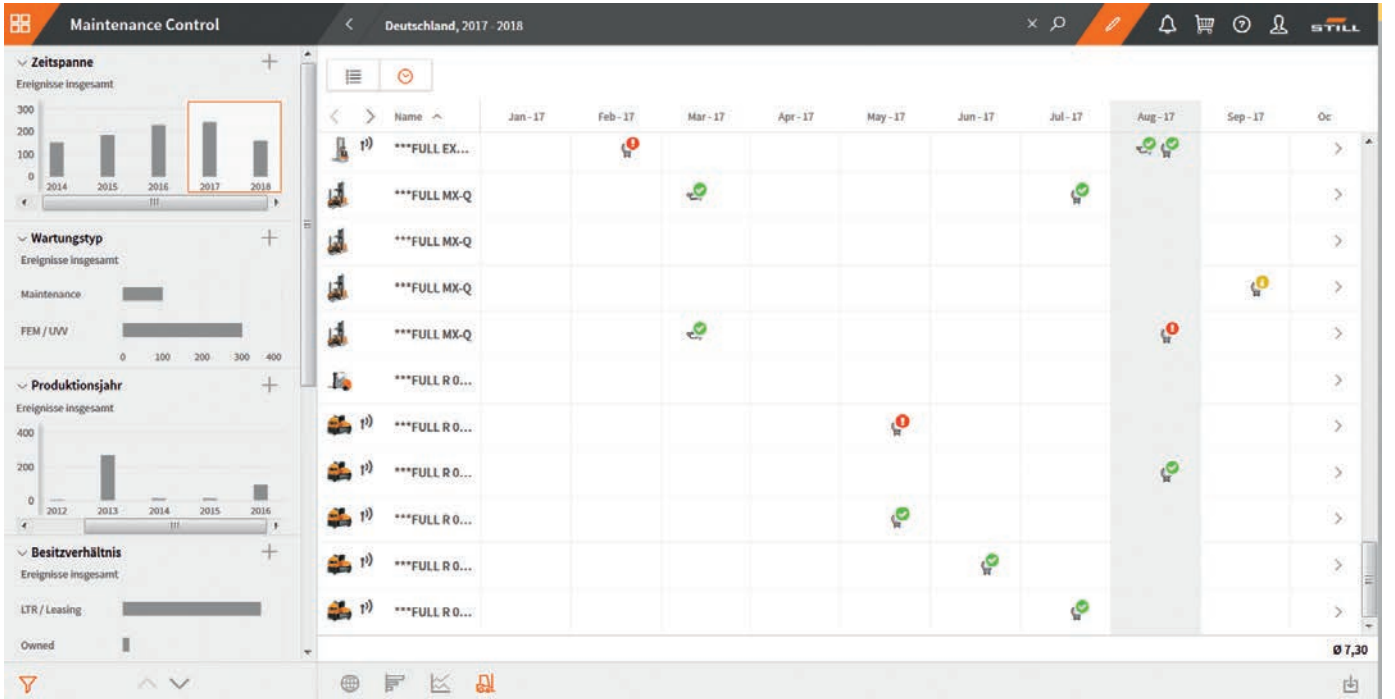 Maintenance Control
Deutschland, 2017 - 2018
STILL
Zeitspanne
Ereignisse insgesamt
300
200
100
0
2014 2015 2016 2017 2018
Wartungstyp
Ereignisse insgesamt
Maintenance
FEM / UVV
0 100 200 300 400
Produktionsjahr
Ereignisse insgesamt
400
200
0
2012 2013 2014 2015 2016
Besitzverhältnis
Ereignisse insgesamt
LTR / Leasing
Owned
Name Jan - 17 Feb - 17 Mar - 17 Apr - 17 May - 17 Jun - 17 Jul - 17 Aug - 17 Sep - 17 Oc
***FULL EX...
***FULL MX-Q
***FULL MX-Q
***FULL MX-Q
***FULL MX-Q
***FULL R 0...
***FULL R 0...
***FULL R 0...
***FULL R 0...
***FULL R 0...
***FULL R 0...
Ø 7,30